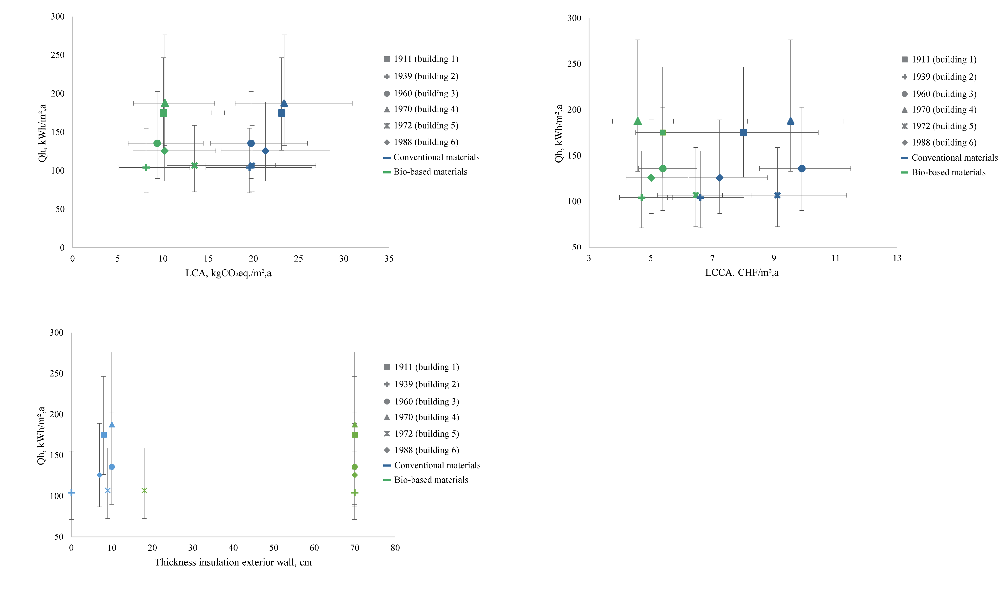 300
250
200
150
100
50
0
Qh, kWh/m²,a
0 5 10 15 20 25 30 35
LCA, kgCO₂eq./m²,a
1911 (building 1)
1939 (building 2)
1960 (building 3)
1970 (building 4)
1972 (building 5)
1988 (building 6)
Conventional materials
Bio-based materials
300
250
200
150
100
50
Qh, kWh/m²,a
3 5 7 9 11 13
LCCA, CHF/m²,a
1911 (building 1)
1939 (building 2)
1960 (building 3)
1970 (building 4)
1972 (building 5)
1988 (building 6)
Conventional materials
Bio-based materials
300
250
200
150
100
50
Qh, kWh/m²,a
0 10 20 30 40 50 60 70 80
Thickness insulation exterior wall, cm
1911 (building 1)
1939 (building 2)
1960 (building 3)
1970 (building 4)
1972 (building 5)
1988 (building 6)
Conventional materials
Bio-based materials